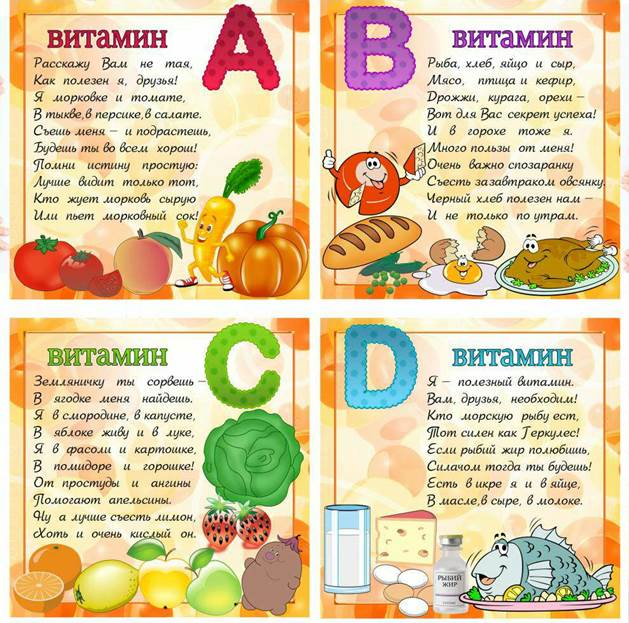 ВИТАМИН A
Расскажу Вам не тая,
Как полезен я, друзья!
Я морковке и томате,
В тыкве,в персике,в салате.
Съешь меня – и подрастешь,
Будешь ты во всем хорош!
Помни истину простую:
Лучше видит только тот,
Кто жует морковь сырую
Или пьет морковный сок!
B ВИТАМИН
Рыба, хлеб, яйцо и сыр,
Мясо, птица и кефир,
Дрожжи, курага, орехи –
Вот для Вас секрет успеха!
И в горохе тоже я.
Много пользы от меня!
Очень важно спозаранку
Съесть зазавтраком овсянку.
Черный хлеб полезен нам –
И не только по утрам.
ВИТАМИН C
Земляничку ты сорвешь –
В ягодке меня найдешь.
Я в смородине, в капусте,
В яблоке живу и в луке,
Я в фасоли и картошке,
В помидоре и горошке!
От простуды и ангины
Помогают апельсины.
Ну а лучше съесть лимон,
Хоть и очень кислый он.
D ВИТАМИН
Я – полезный витамин.
Вам, друзья, необходим!
Кто морскую рыбу ест,
Тот силен как Геркулес!
Если рыбий жир полюбишь,
Силачом тогда ты будешь!
Есть в икре я и в яйце,
В масле,в сыре, в молоке.
РЫБИЙ
ЖИР